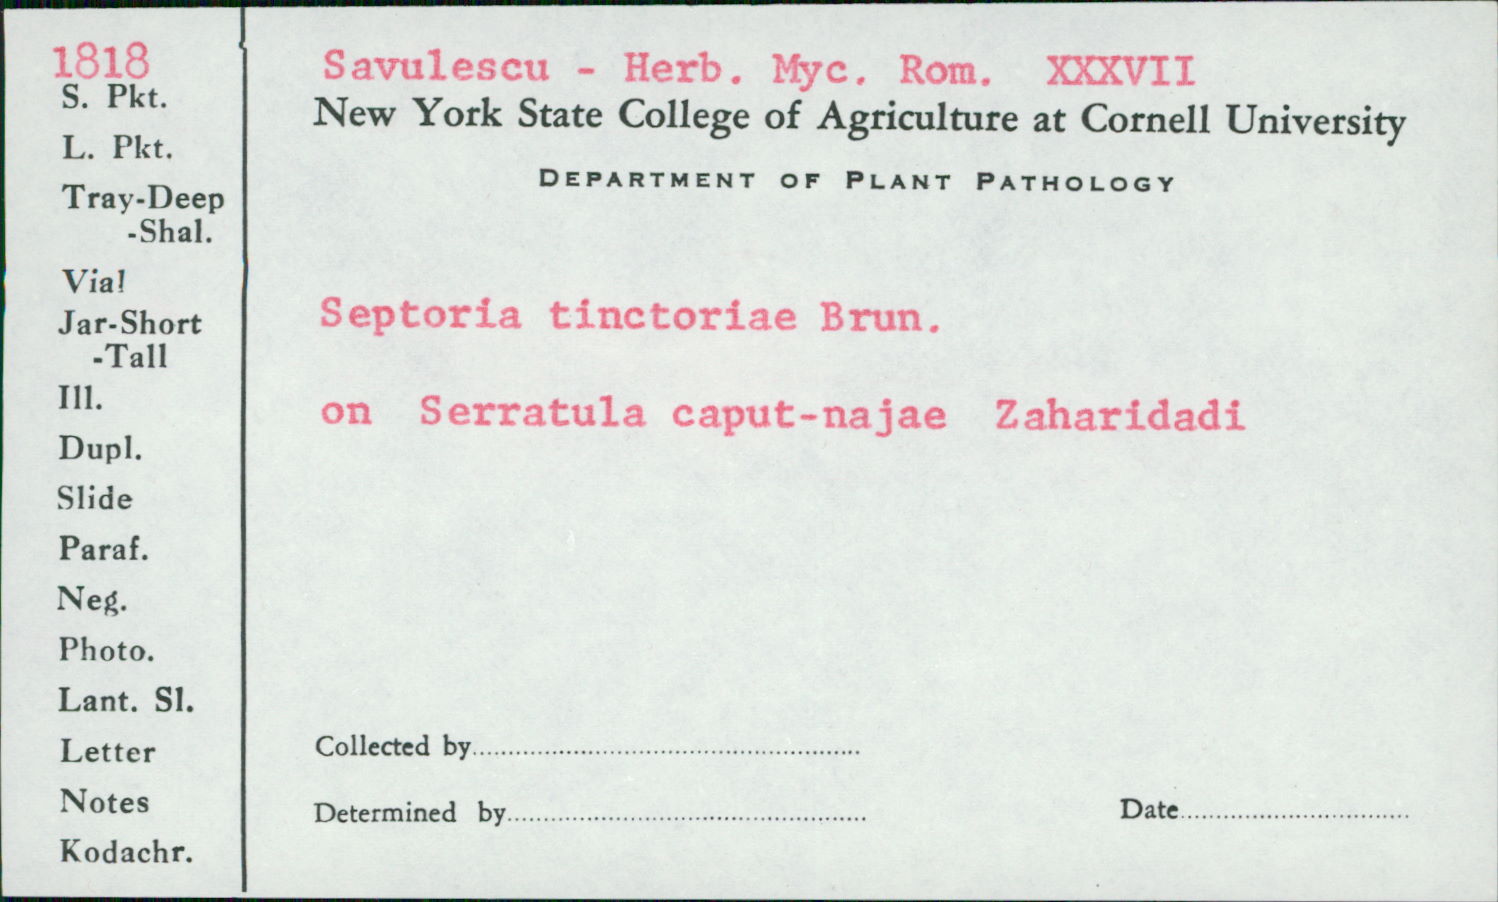 1818
S. Pkt.
L. Pkt.
Tray-Deep
-Shal.
Vial
Jar-Short
-Tall
Ill.
Dupl.
Slide
Paraf.
Neg.
Photo.
Lant. Sl.
Letter
Notes
Kodachr.
Savulescu - Herb. Myc. Rom. XXXVII
New York State College of Agriculture at Cornell University
DEPARTMENT OF PLANT PATHOLOGY
Septoria tinctoriae Brun.
on Serratula caput-najae Zaharidadi
Collected by
Determined by
Date